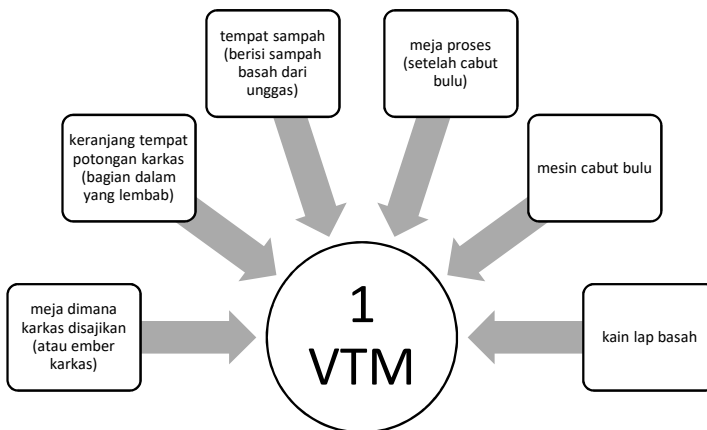 meja dimana
karkas disajikan
(atau ember
karkas)
keranjang tempat
potongan karkas
(bagian dalam
yang lembab)
tempat sampah
(berisi sampah
basah dari
unggas)
meja proses
(setelah cabut
bulu)
mesin cabut bulu
kain lap basah
1
VTM